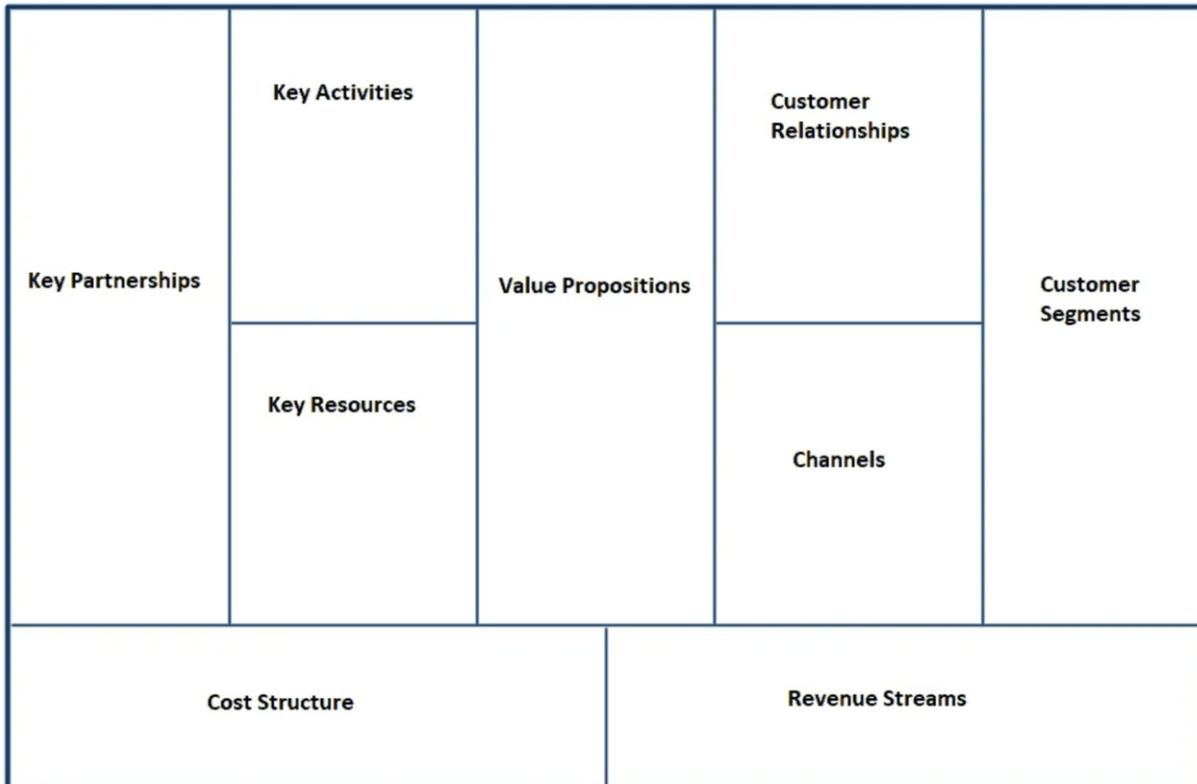 Key Partnerships
Key Activities
Key Resources
Value Propositions
Customer
Relationships
Channels
Customer
Segments
Cost Structure
Revenue Streams